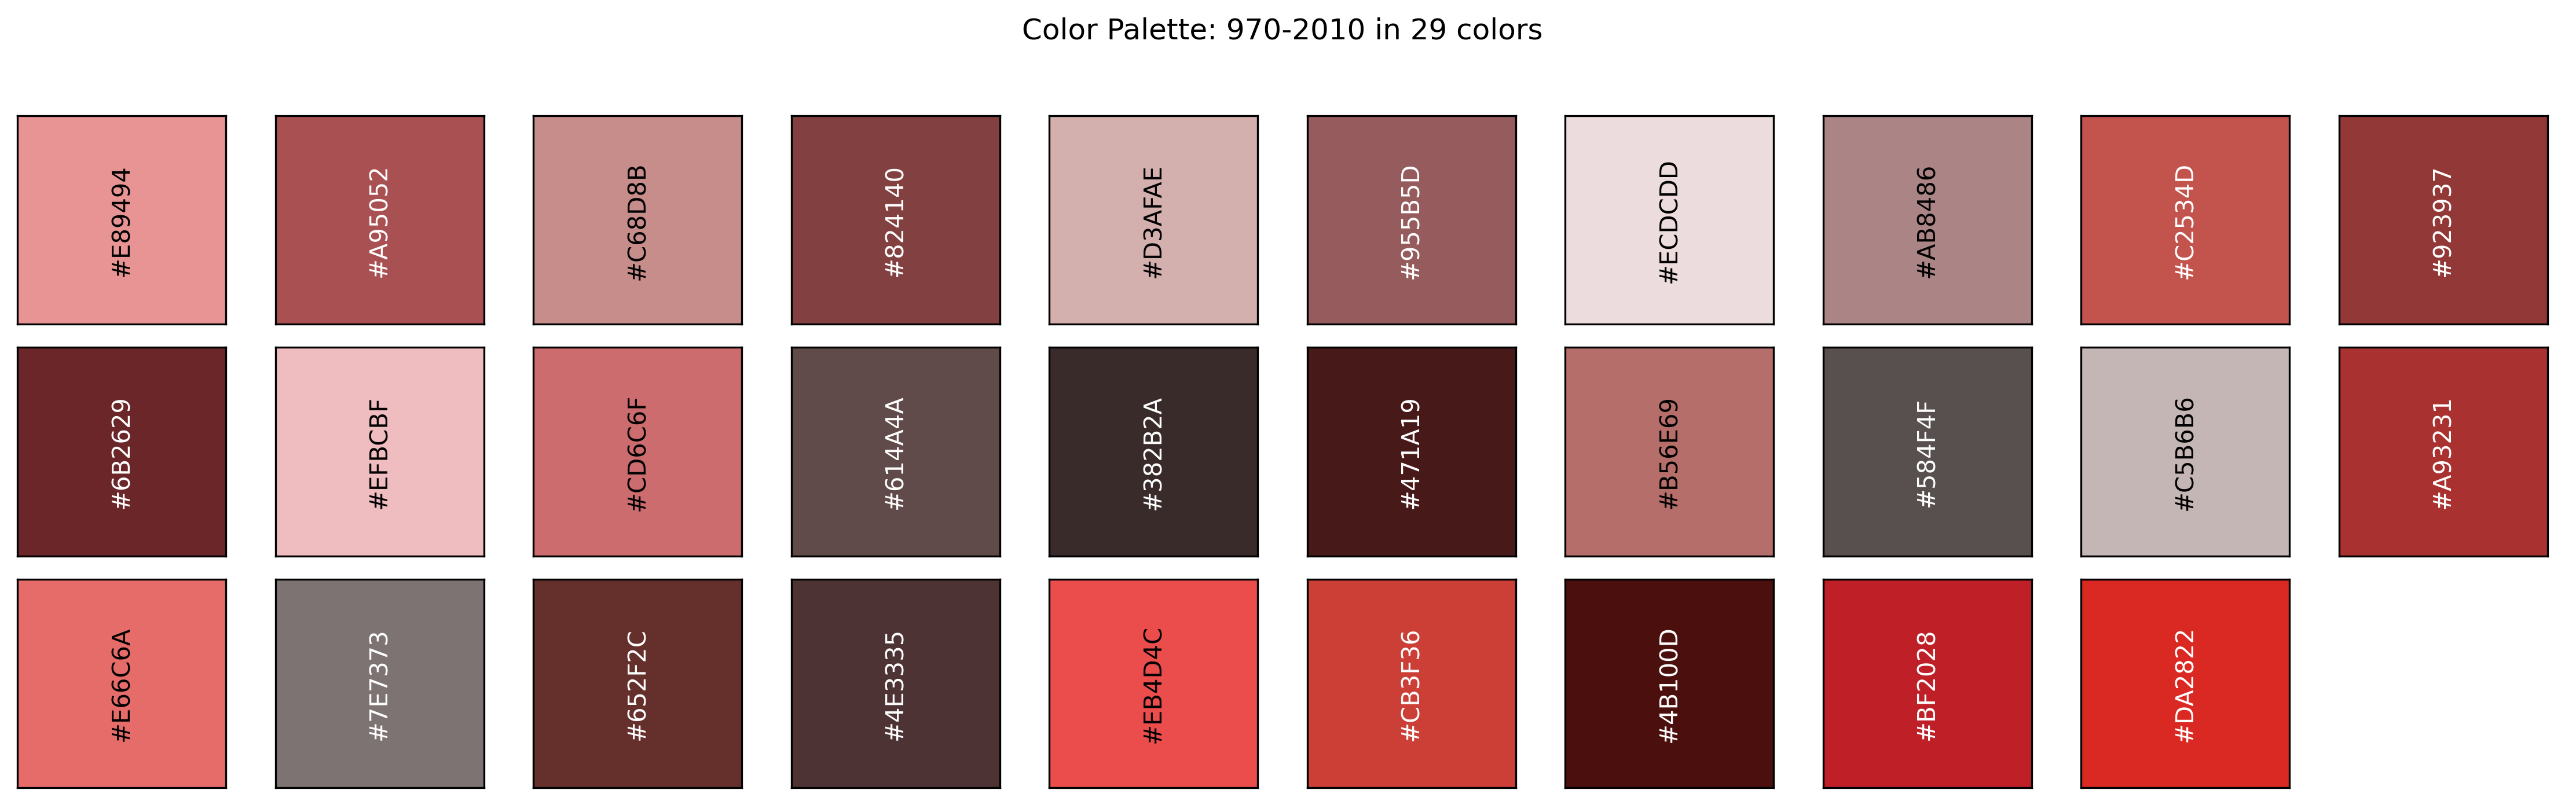 Color Palette: 970-2010 in 29 colors
#E89494
#A95052
#C68D8B
#824140
#D3AFAE
#955B5D
#ECDCDD
#AB8486
#C2534D
#923937
#6B2629
#EFBCBF
#CD6C6F
#614A4A
#382B2A
#471A19
#B56E69
#584F4F
#C5B6B6
#A93231
#E66C6A
#7E7373
#652F2C
#4E3335
#EB4D4C
#CB3F36
#4B100D
#BF2028
#DA2822